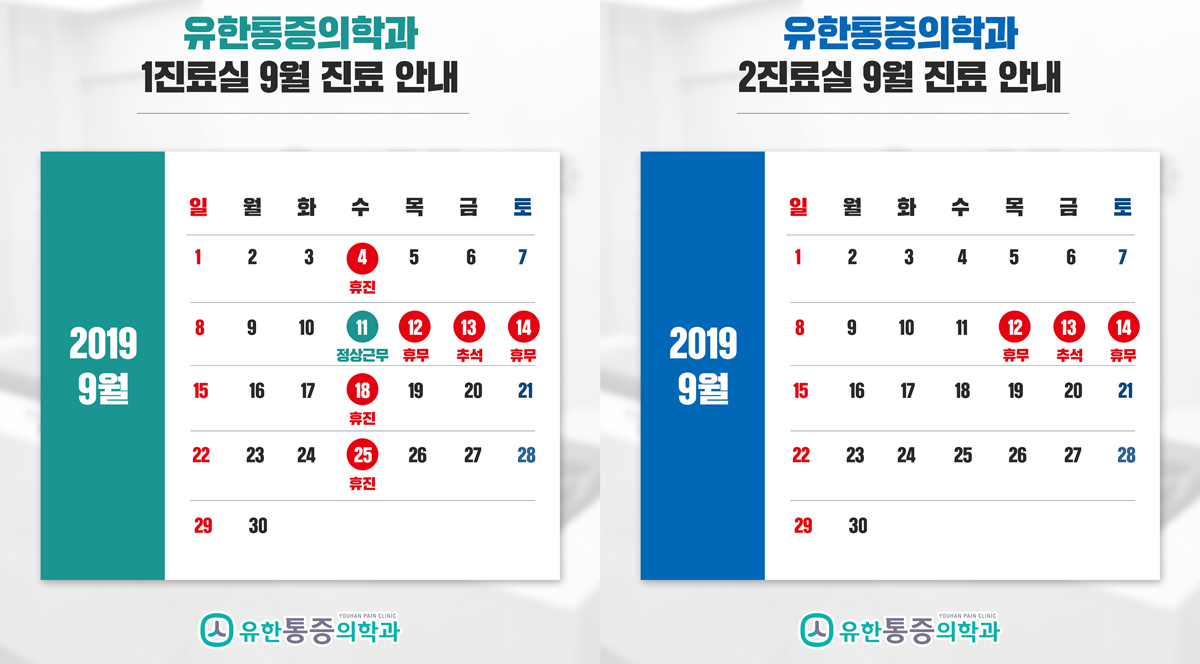 유한통증의학과
1진료실 9월 진료 안내
2019
9월
일 월 화 수 목 금 토
1 2 3 4 5 6 7
휴진
8 9 10 11 12 13 14
정상근무 휴무 추석 휴무
15 16 17 18 19 20 21
휴진
22 23 24 25 26 27 28
휴진
29 30
YOUHAN PAIN CLINIC
유한통증의학과
유한통증의학과
2진료실 9월 진료 안내
2019
9월
일 월 화 수 목 금 토
1 2 3 4 5 6 7
8 9 10 11 12 13 14
휴무 추석 휴무
15 16 17 18 19 20 21
22 23 24 25 26 27 28
29 30
YOUHAN PAIN CLINIC
유한통증의학과